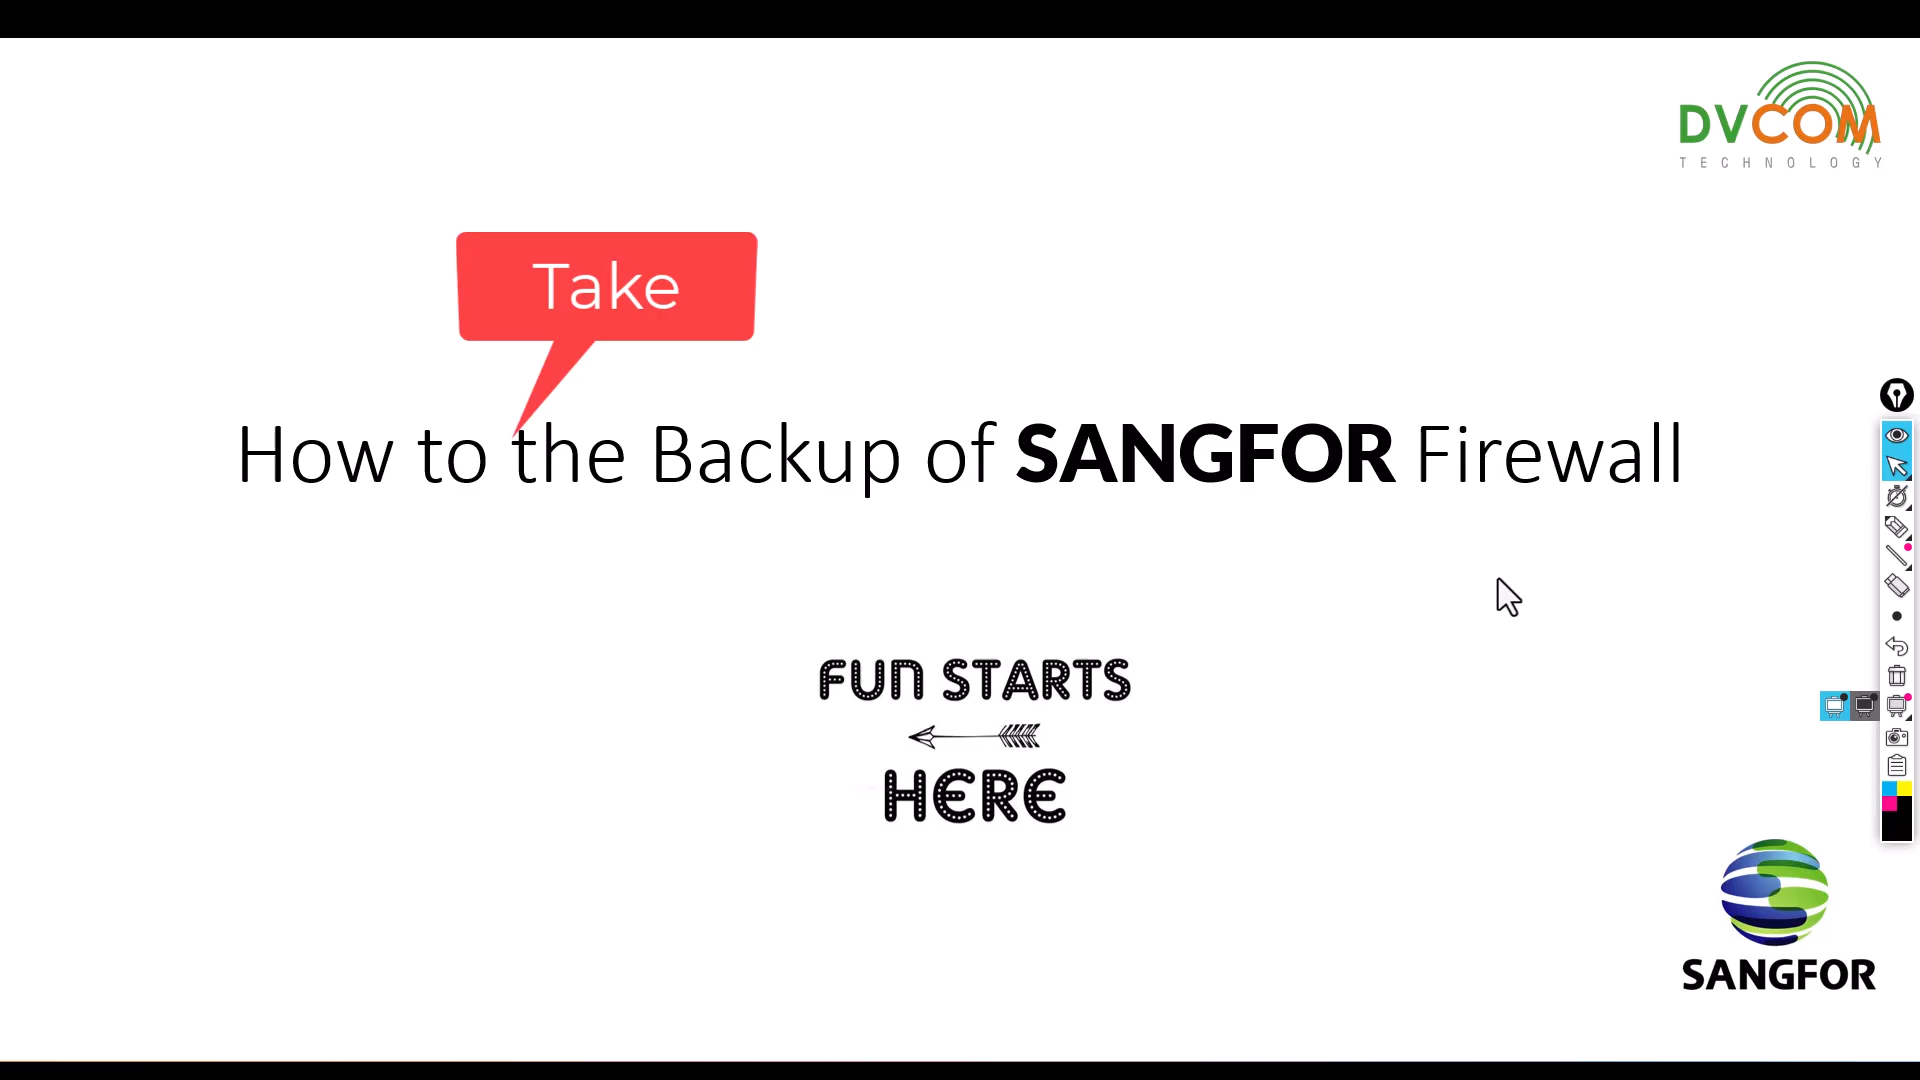 DVCOM
TECHNOLOGY
Take
How to the Backup of SANGFOR Firewall
FUN STARTS
HERE
SANGFOR